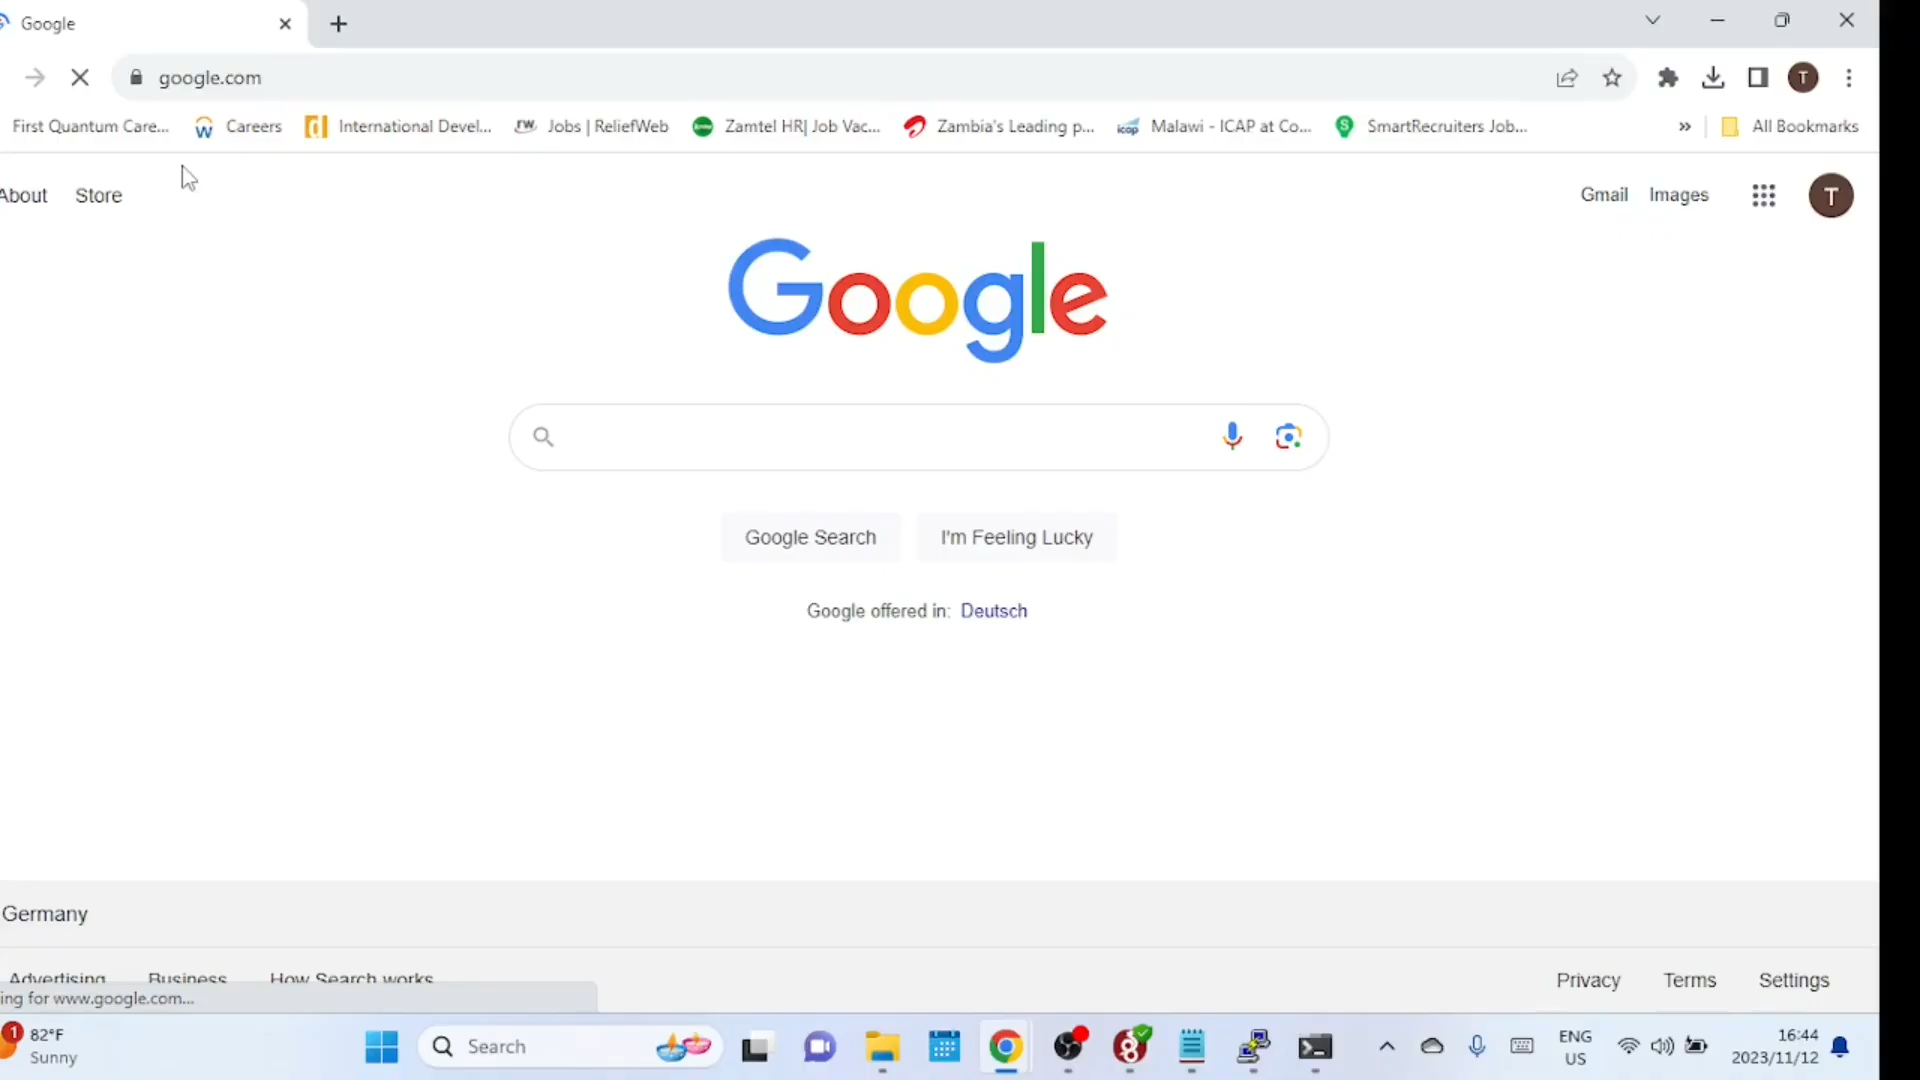 Google
google.com
First Quantum Care... Careers International Devel... Jobs | ReliefWeb Zamtel HR| Job Vac... Zambia's Leading p... Malawi - ICAP at Co... SmartRecruiters Job... » All Bookmarks
About Store Gmail Images T
Google
Google Search I'm Feeling Lucky
Google offered in: Deutsch
Germany
Advertising Business How Search works Privacy Terms Settings
ing for www.google.com...
1 82°F
Sunny
Search
ENG
US
16:44
2023/11/12